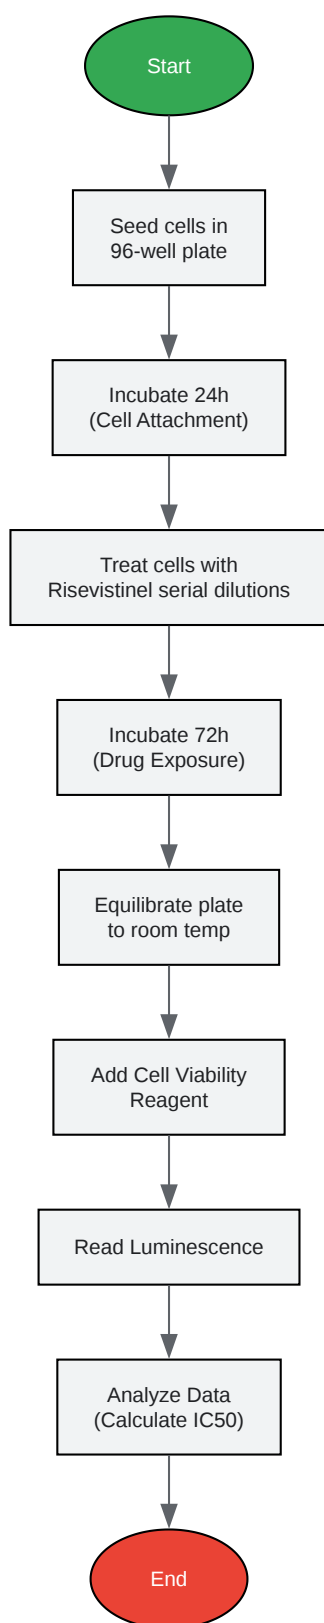 Start
Seed cells in
96-well plate
Incubate 24h
(Cell Attachment)
Treat cells with
Risevistinel serial dilutions
Incubate 72h
(Drug Exposure)
Equilibrate plate
to room temp
Add Cell Viability
Reagent
Read Luminescence
Analyze Data
(Calculate IC50)
End